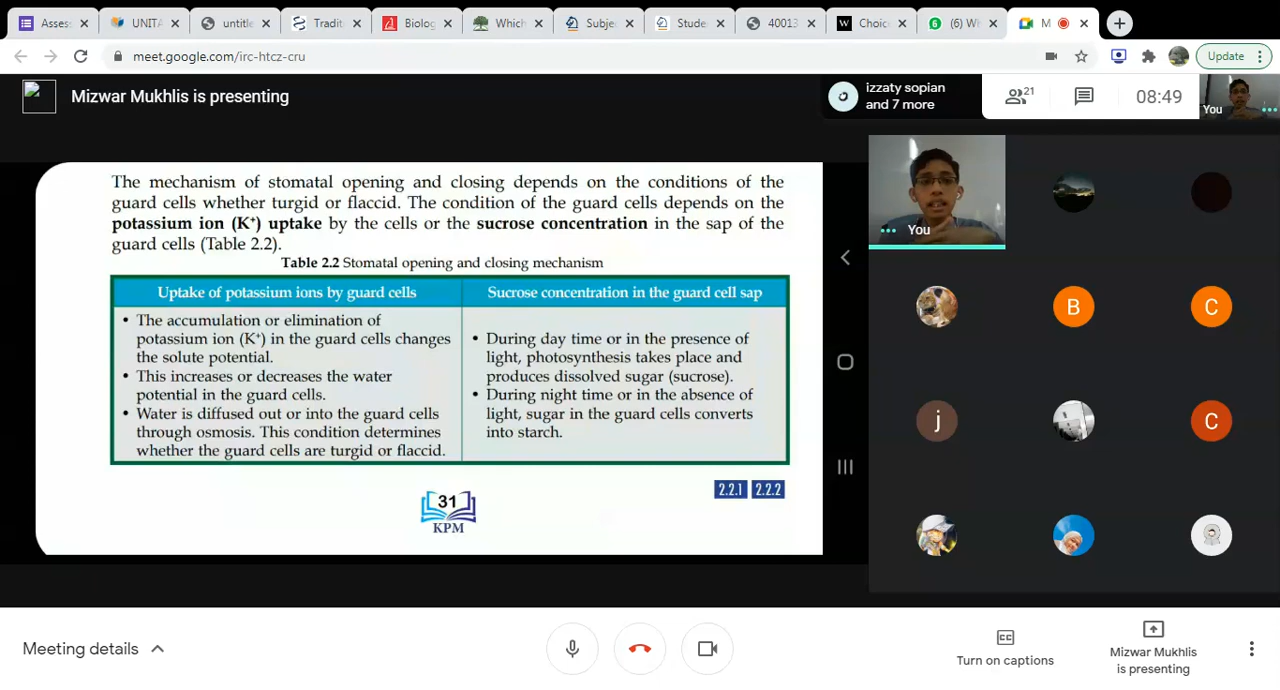 Asses
UNITA
untitle
Tradit
Biolog
Which
Subje
Stude
40013
Choic
(6) Wh
M
meet.google.com/irc-htcz-cru
Update
Mizwar Mukhlis is presenting
izzaty sopian
and 7 more
21
08:49
You
The mechanism of stomatal opening and closing depends on the conditions of the
guard cells whether turgid or flaccid. The condition of the guard cells depends on the
potassium ion (K⁺) uptake by the cells or the sucrose concentration in the sap of the
guard cells (Table 2.2).
Table 2.2 Stomatal opening and closing mechanism
Uptake of potassium ions by guard cells
• The accumulation or elimination of
potassium ion (K⁺) in the guard cells changes
the solute potential.
• This increases or decreases the water
potential in the guard cells.
• Water is diffused out or into the guard cells
through osmosis. This condition determines
whether the guard cells are turgid or flaccid.
Sucrose concentration in the guard cell sap
• During day time or in the presence of
light, photosynthesis takes place and
produces dissolved sugar (sucrose).
• During night time or in the absence of
light, sugar in the guard cells converts
into starch.
2.2.1 2.2.2
31
KPM
You
B
C
j
C
Meeting details
Turn on captions
Mizwar Mukhlis
is presenting